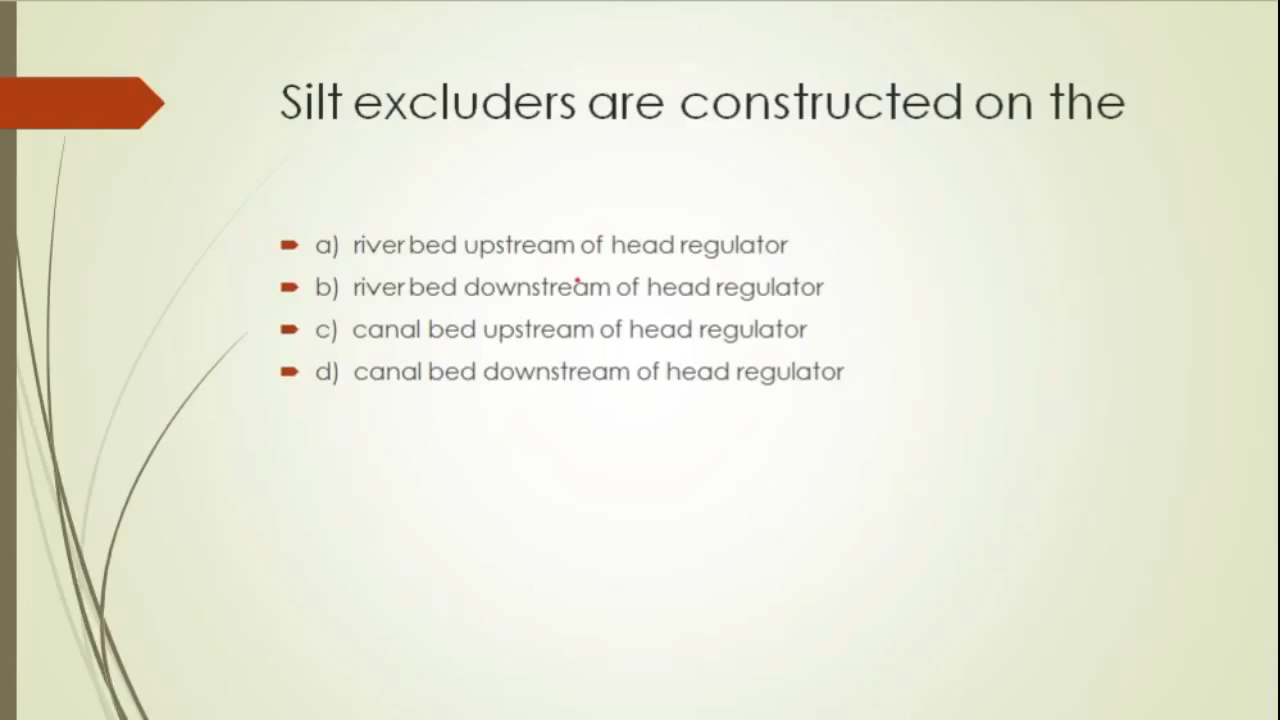 Silt excluders are constructed on the
a) river bed upstream of head regulator
b) river bed downstream of head regulator
c) canal bed upstream of head regulator
d) canal bed downstream of head regulator